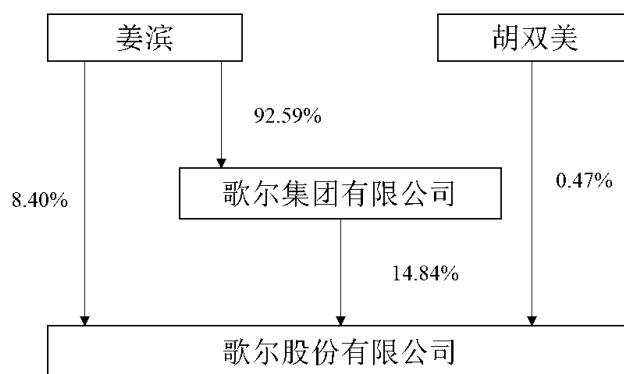 姜滨
胡双美
92.59%
8.40%
歌尔集团有限公司
0.47%
14.84%
歌尔股份有限公司